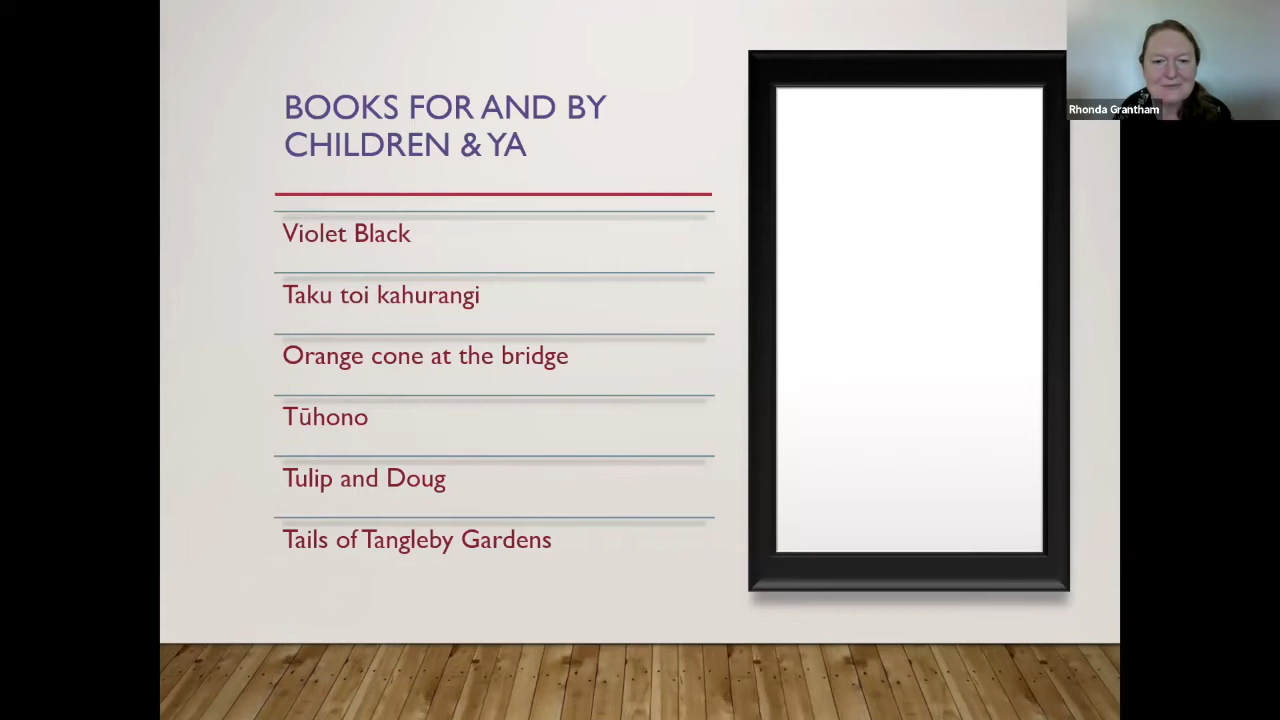 BOOKS FOR AND BY
CHILDREN & YA
Violet Black
Taku toi kahurangi
Orange cone at the bridge
Tūhono
Tulip and Doug
Tails of Tangleby Gardens
Rhonda Grantham